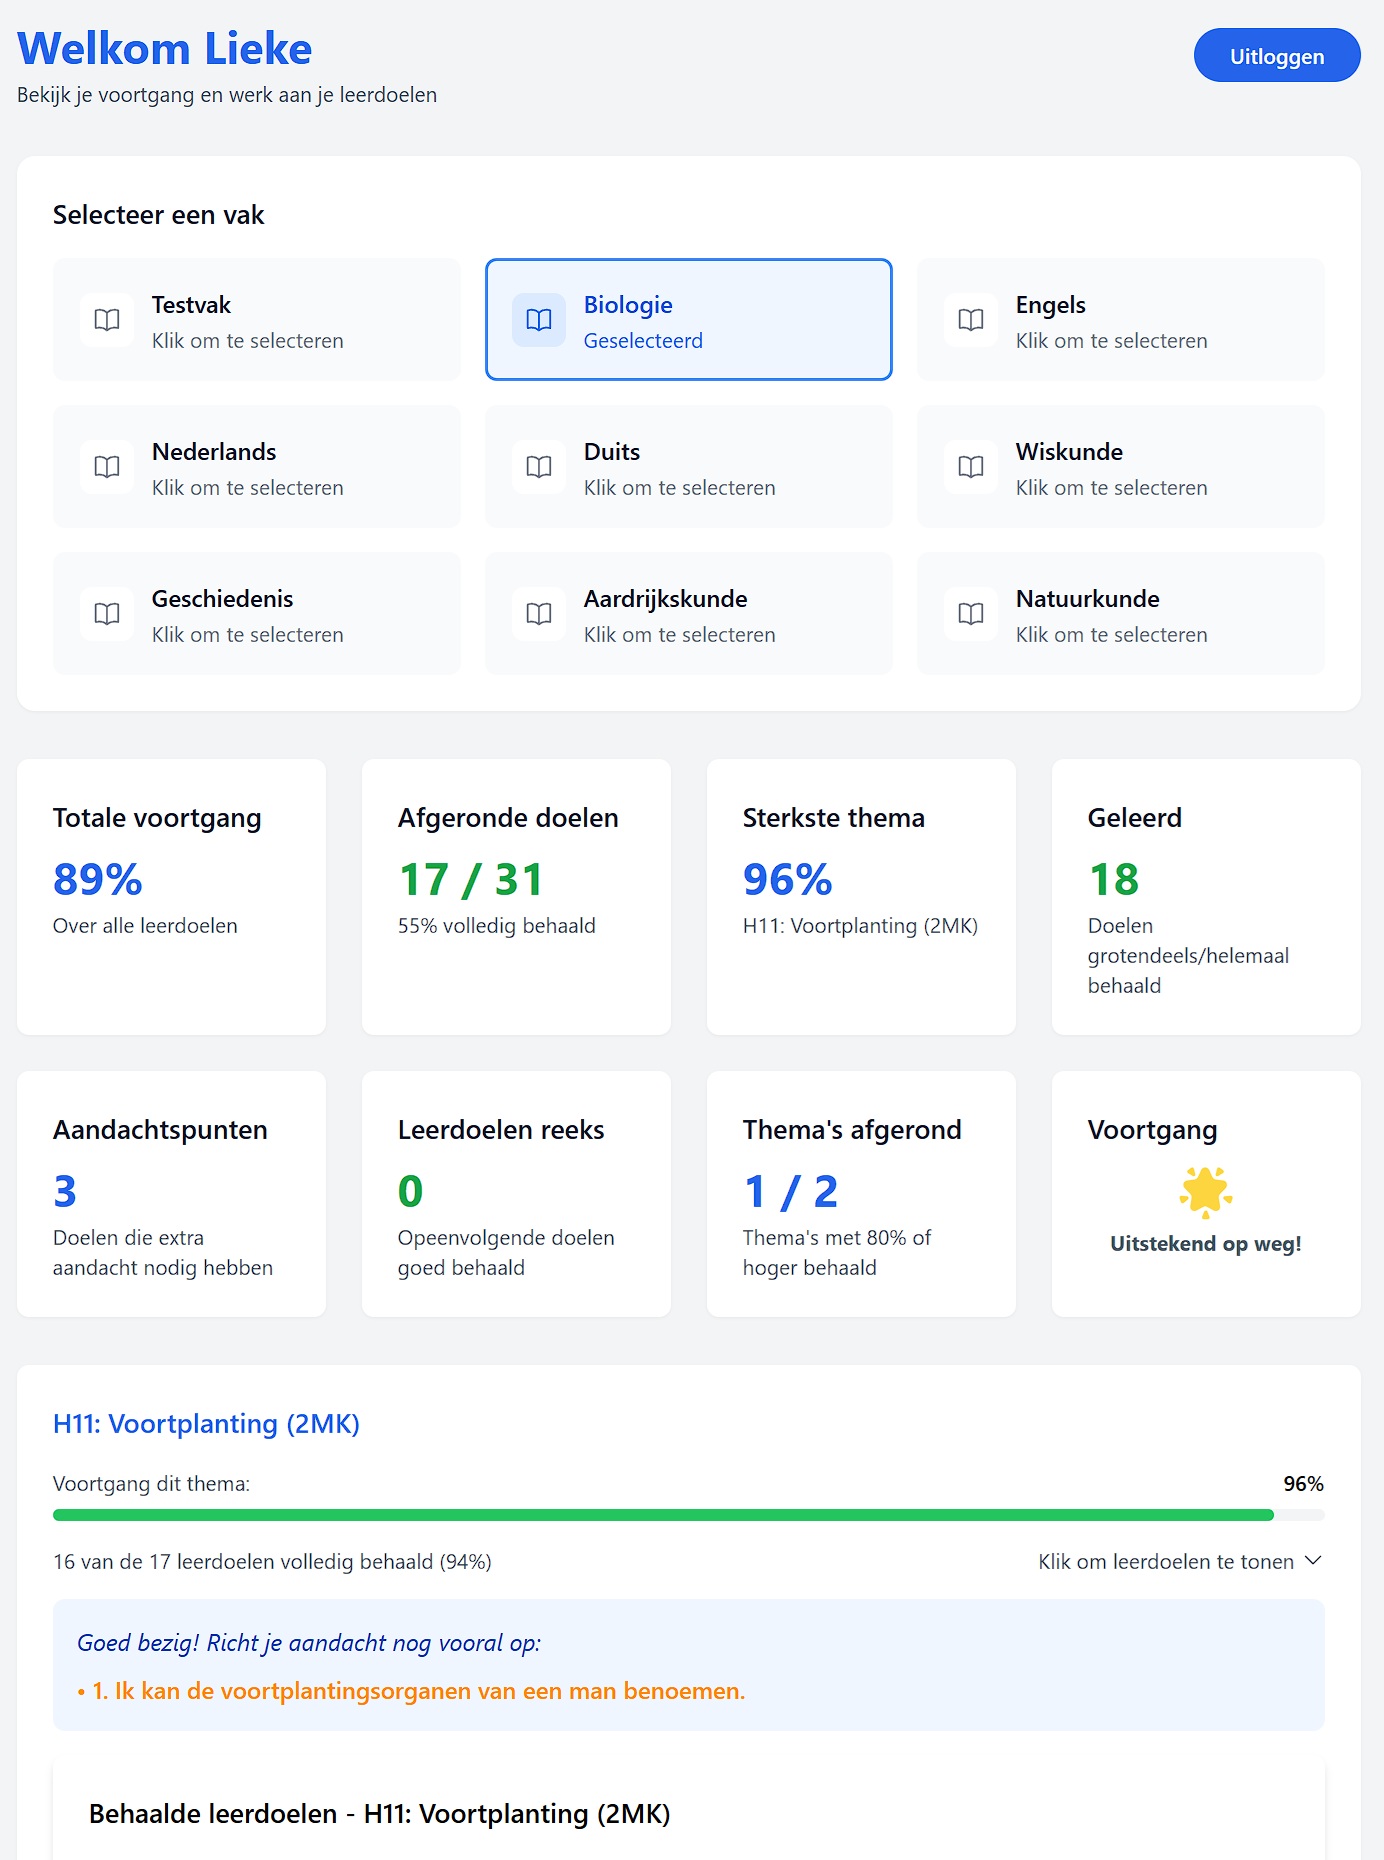 Welkom Lieke
Bekijk je voortgang en werk aan je leerdoelen
Uitloggen
Selecteer een vak
Testvak
Klik om te selecteren
Biologie
Geselecteerd
Engels
Klik om te selecteren
Nederlands
Klik om te selecteren
Duits
Klik om te selecteren
Wiskunde
Klik om te selecteren
Geschiedenis
Klik om te selecteren
Aardrijkskunde
Klik om te selecteren
Natuurkunde
Klik om te selecteren
Totale voortgang
89%
Over alle leerdoelen
Afgeronde doelen
17 / 31
55% volledig behaald
Sterkste thema
96%
H11: Voortplanting (2MK)
Geleerd
18
Doelen
grotendeels/helemaal
behaald
Aandachtspunten
3
Doelen die extra
aandacht nodig hebben
Leerdoelen reeks
0
Opeenvolgende doelen
goed behaald
Thema's afgerond
1 / 2
Thema's met 80% of
hoger behaald
Voortgang
Uitstekend op weg!
H11: Voortplanting (2MK)
Voortgang dit thema:
96%
16 van de 17 leerdoelen volledig behaald (94%)
Klik om leerdoelen te tonen
Goed bezig! Richt je aandacht nog vooral op:
• 1. Ik kan de voortplantingsorganen van een man benoemen.
Behaalde leerdoelen - H11: Voortplanting (2MK)